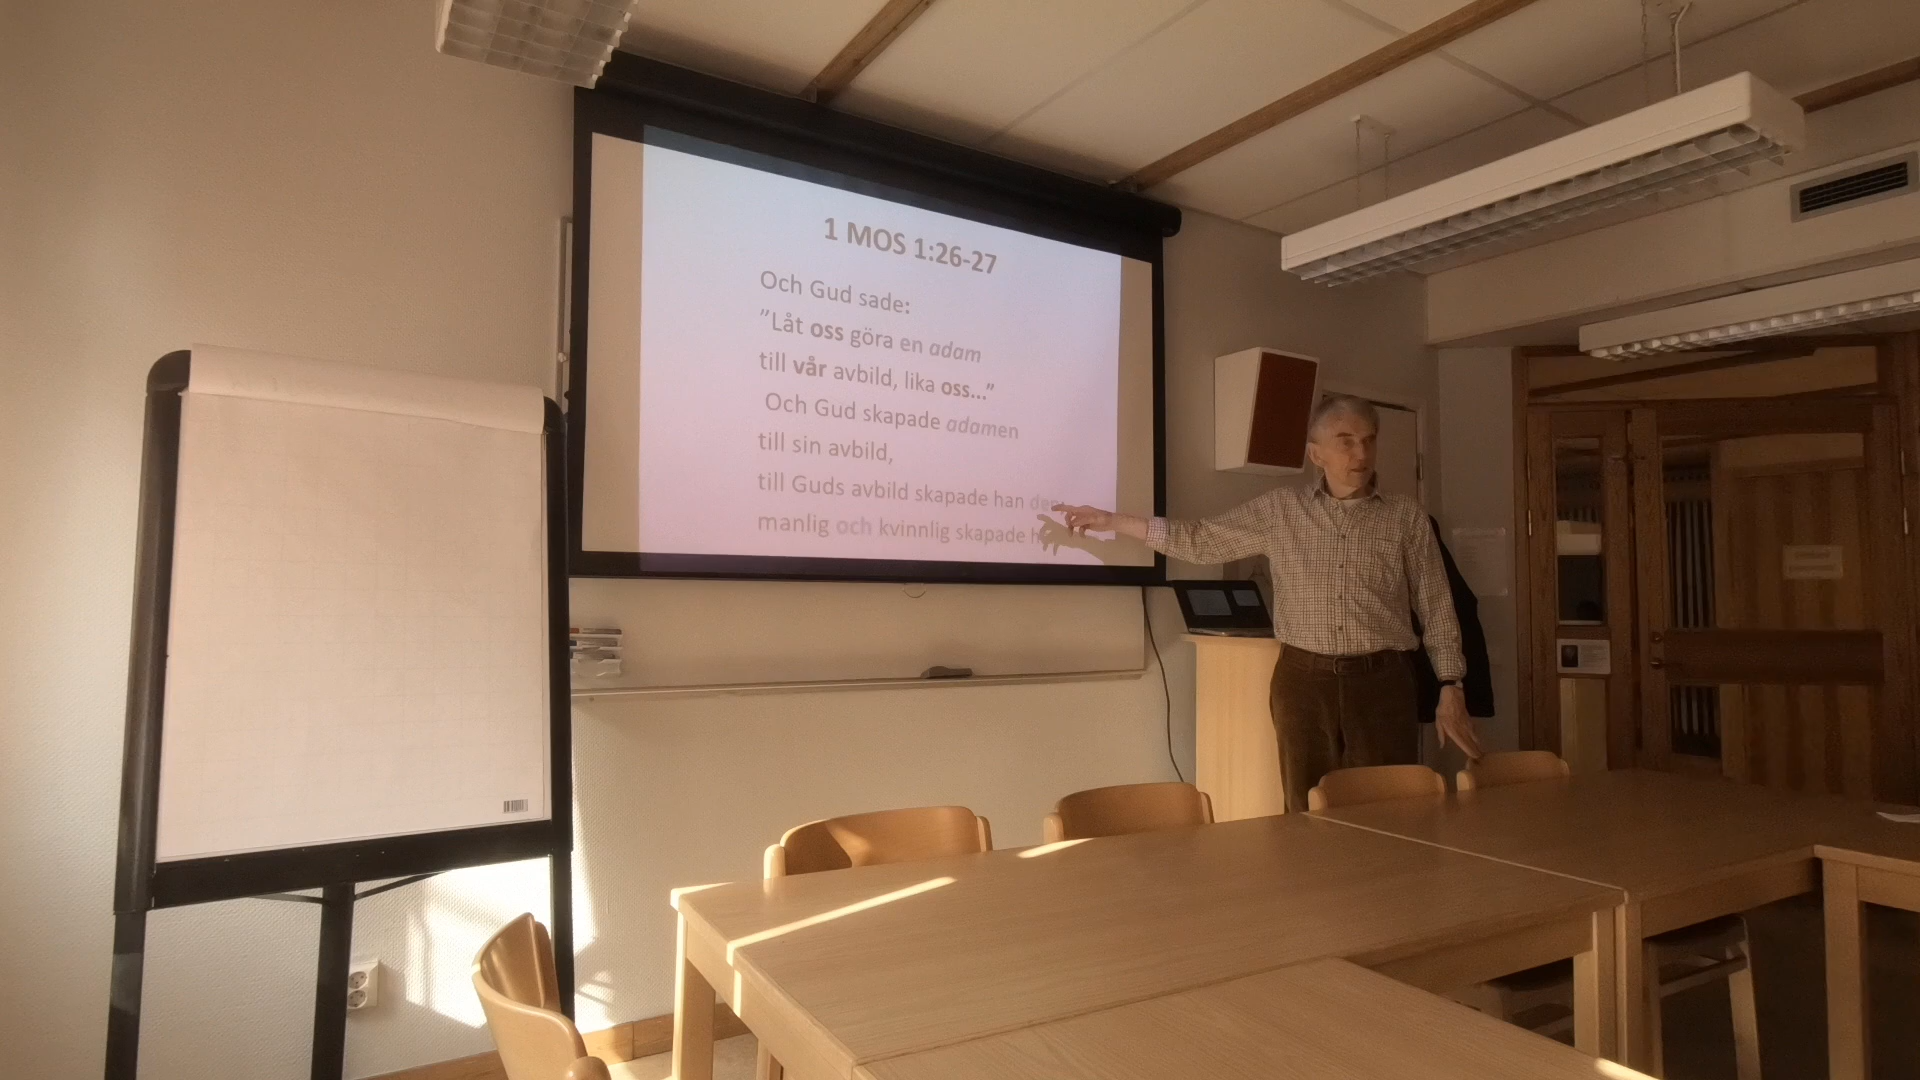 1 MOS 1:26-27
Och Gud sade:
”Låt oss göra en adam
till vår avbild, lika oss...”
Och Gud skapade adamen
till sin avbild,
till Guds avbild skapade han den,
manlig och kvinnlig skapade